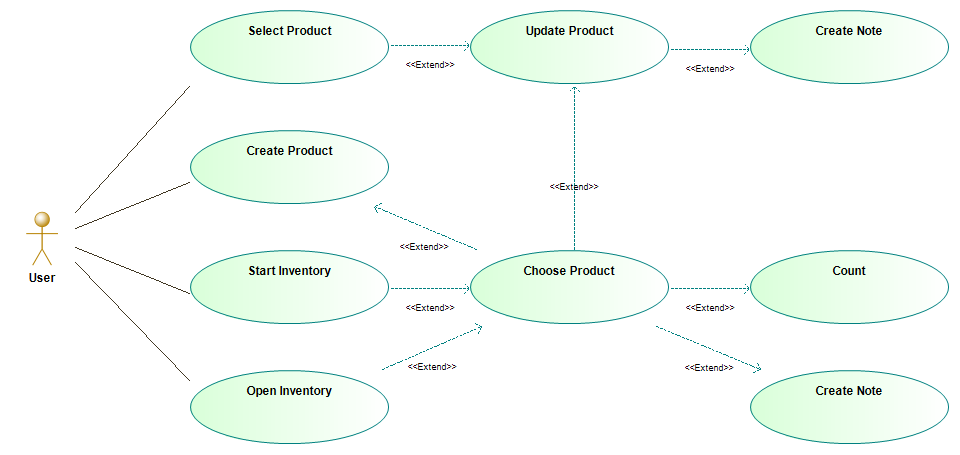 Select Product
Update Product
Create Note
<<Extend>>
<<Extend>>
Create Product
<<Extend>>
<<Extend>>
User
Start Inventory
Choose Product
Count
<<Extend>>
<<Extend>>
<<Extend>>
<<Extend>>
Open Inventory
Create Note